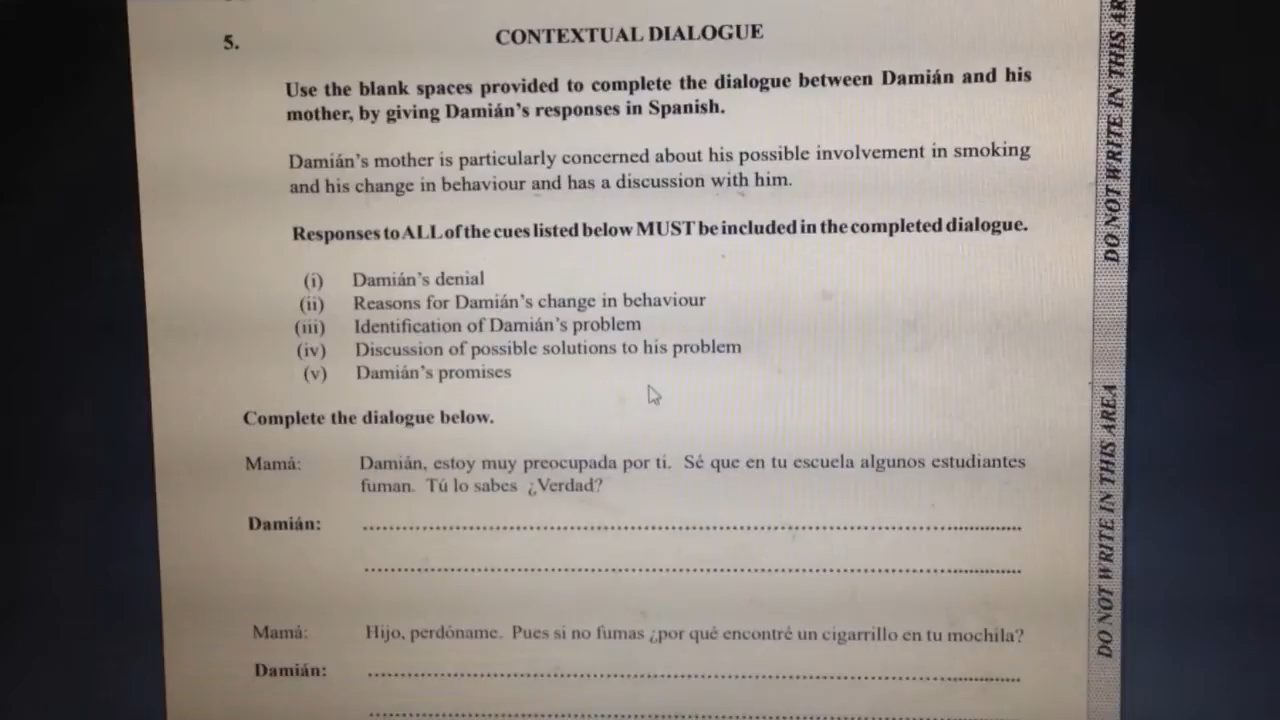 5.
CONTEXTUAL DIALOGUE
Use the blank spaces provided to complete the dialogue between Damián and his
mother, by giving Damián's responses in Spanish.
Damián's mother is particularly concerned about his possible involvement in smoking
and his change in behaviour and has a discussion with him.
Responses to ALL of the cues listed below MUST be included in the completed dialogue.
(i) Damián's denial
(ii) Reasons for Damián's change in behaviour
(iii) Identification of Damián's problem
(iv) Discussion of possible solutions to his problem
(v) Damián's promises
Complete the dialogue below.
Mamá: Damián, estoy muy preocupada por ti. Sé que en tu escuela algunos estudiantes
fuman. Tú lo sabes ¿Verdad?
Damián:
Mamá: Hijo, perdóname. Pues si no fumas ¿por qué encontré un cigarrillo en tu mochila?
Damián:
DO NOT WRITE IN THIS AR
DO NOT WRITE IN THIS AREA